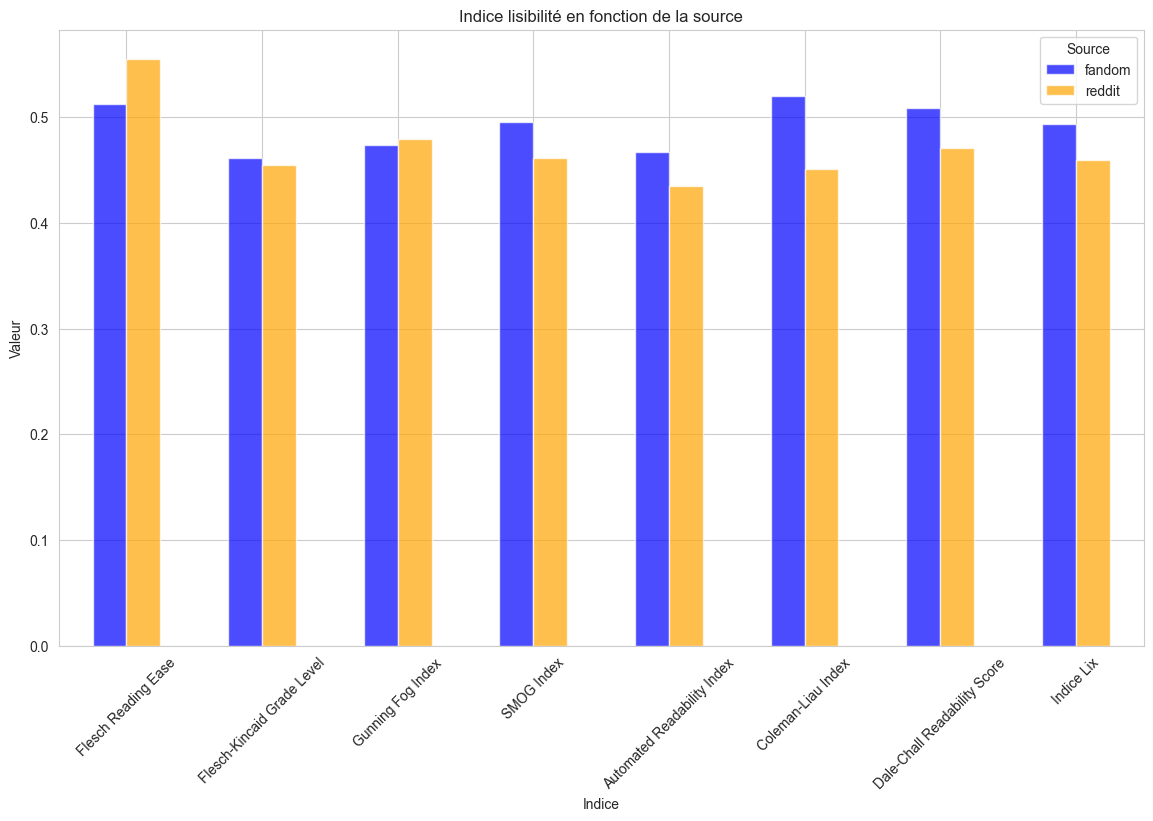 Indice lisibilité en fonction de la source
Source
fandom
reddit
Valeur
0.5
0.4
0.3
0.2
0.1
0.0
Flesch Reading Ease
Flesch-Kincaid Grade Level
Gunning Fog Index
SMOG Index
Automated Readability Index
Coleman-Liau Index
Dale-Chall Readability Score
Indice Lix
Indice